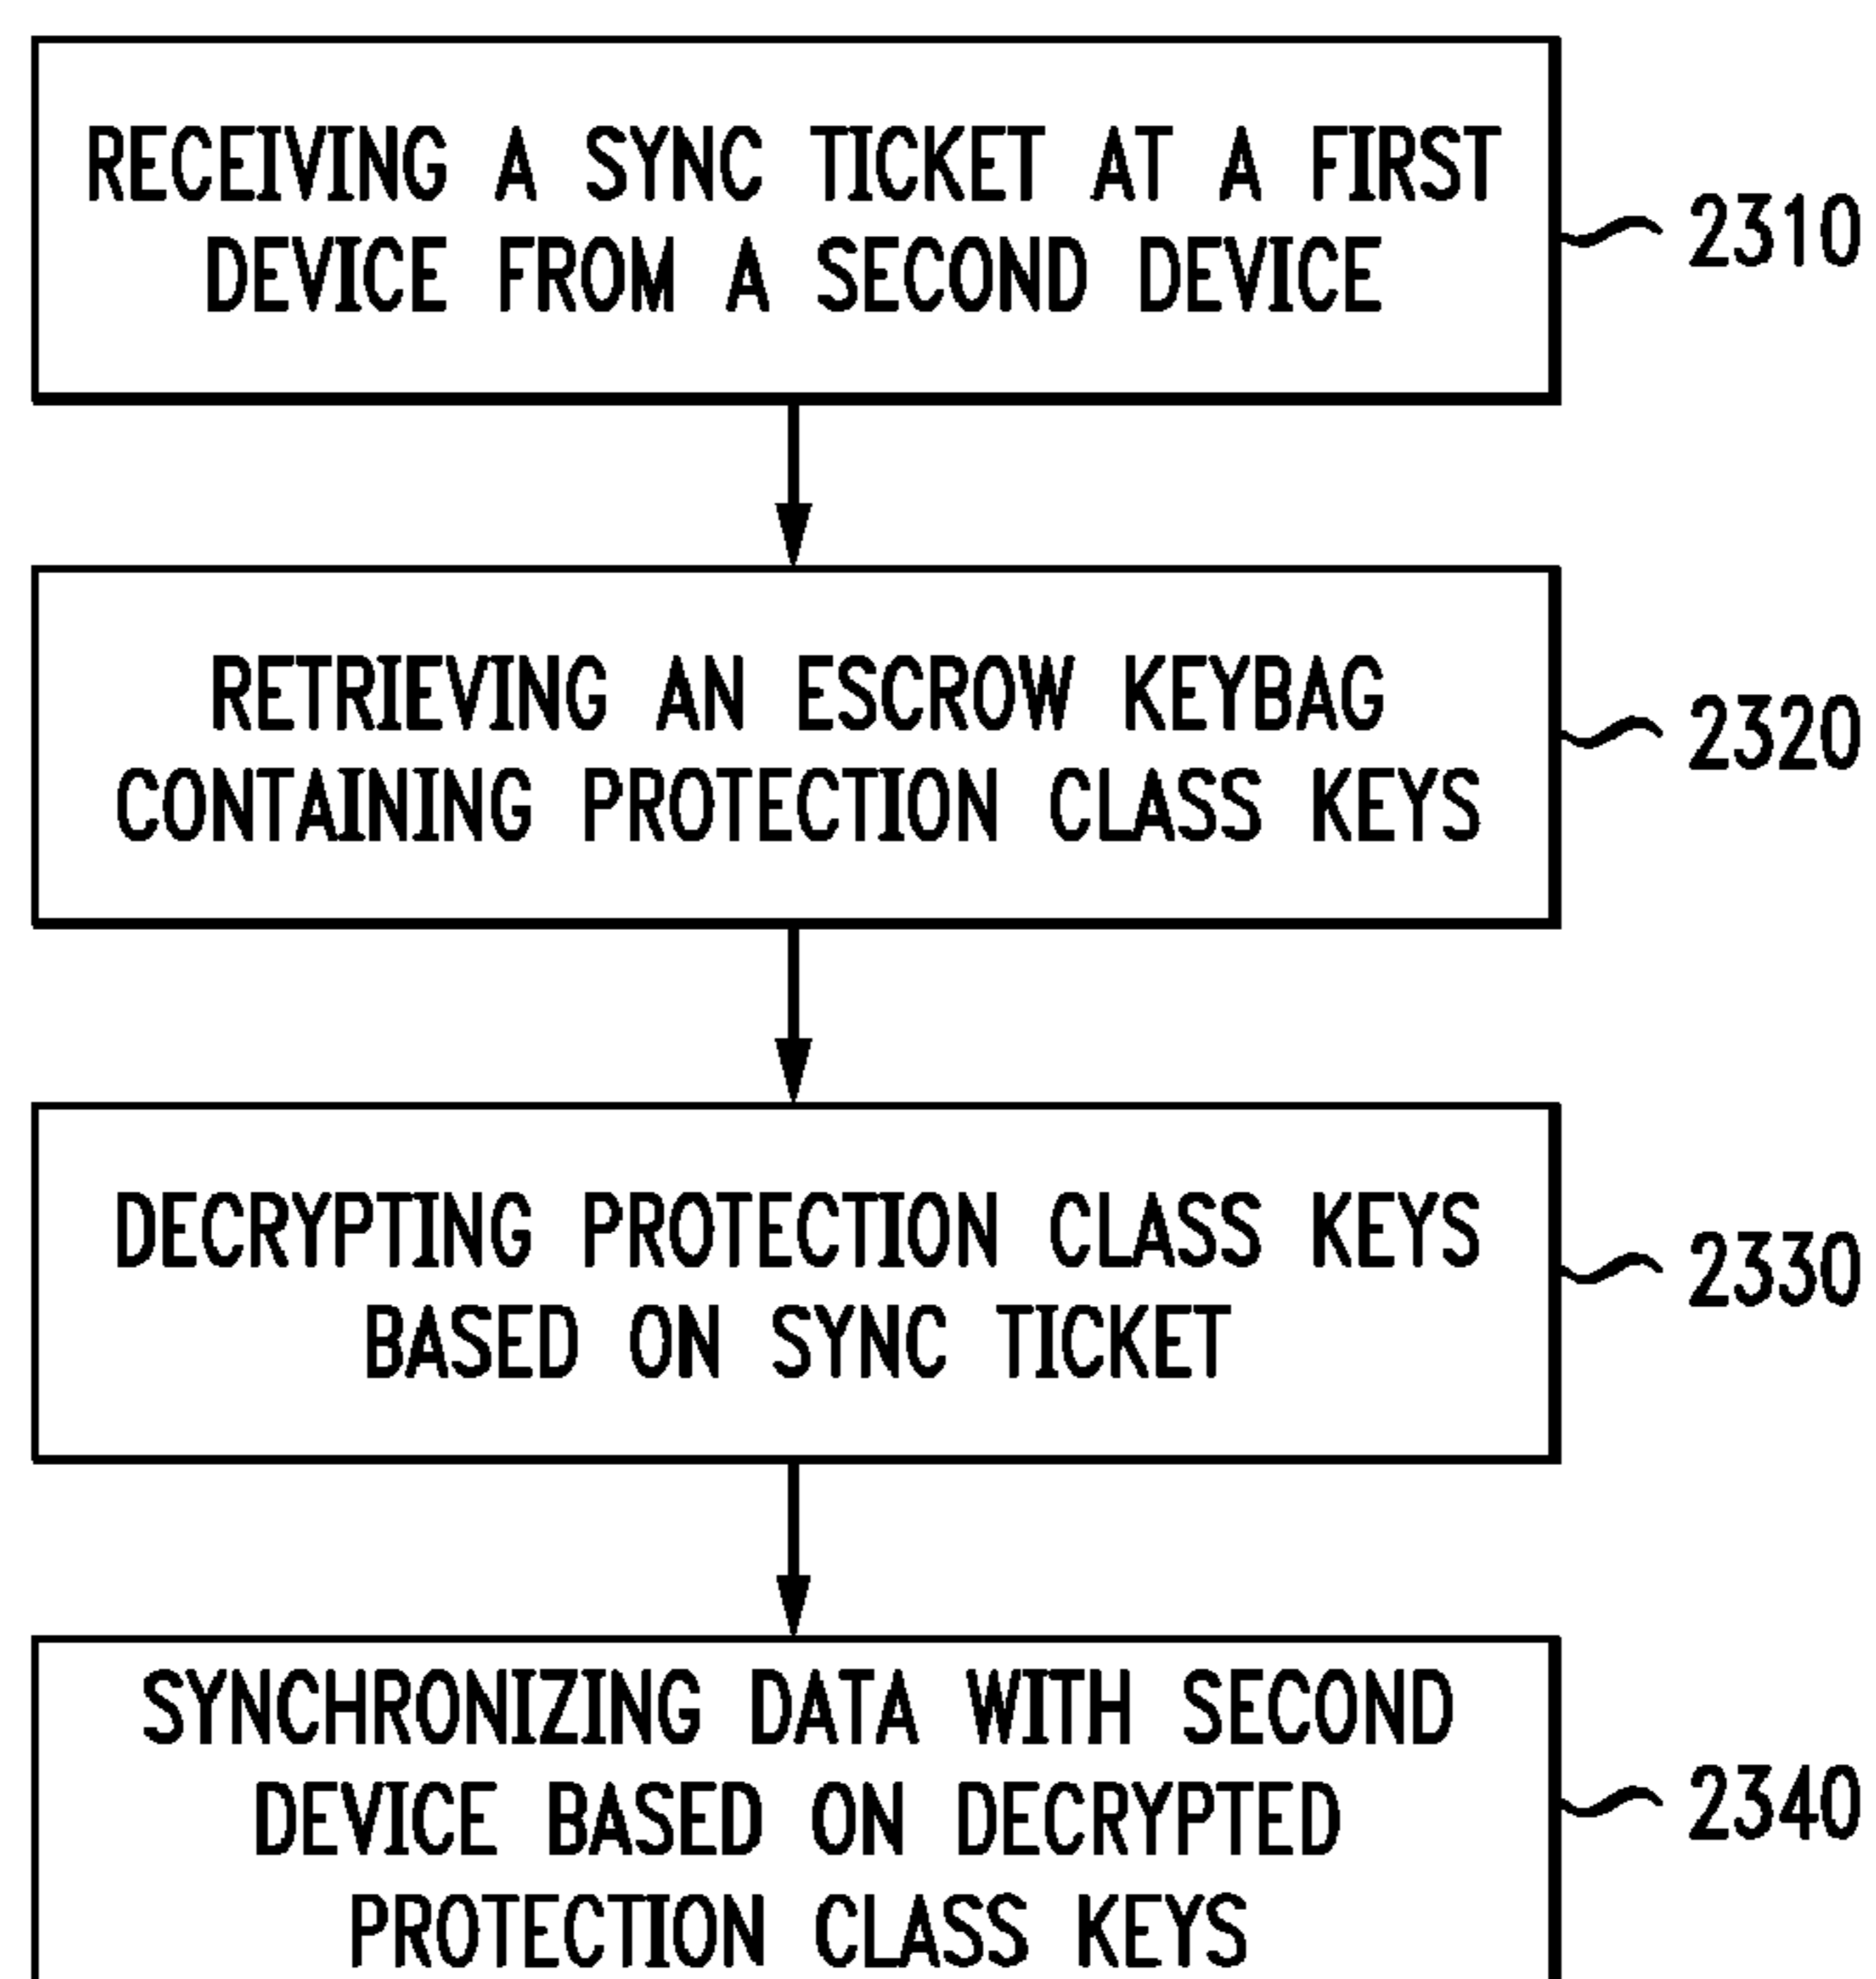 RECEIVING A SYNC TICKET AT A FIRST
DEVICE FROM A SECOND DEVICE
2310
RETRIEVING AN ESCROW KEYBAG
CONTAINING PROTECTION CLASS KEYS
2320
DECRYPTING PROTECTION CLASS KEYS
BASED ON SYNC TICKET
2330
SYNCHRONIZING DATA WITH SECOND
DEVICE BASED ON DECRYPTED
PROTECTION CLASS KEYS
2340